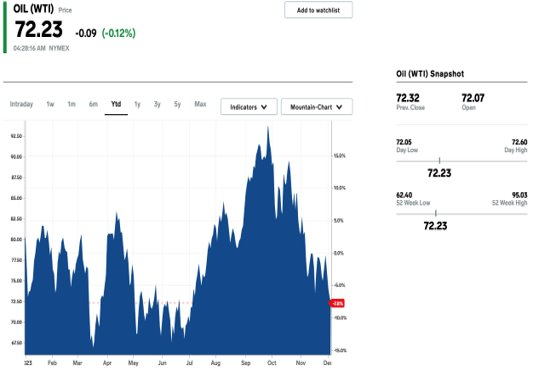 OIL (WTI) Price
72.23 -0.09 (-0.12%)
04:28:16 AM NYMEX
Add to watchlist
Intraday 1w 1m 6m Ytd 1y 3y 5y Max
Indicators
Mountain-Chart
92.50
90.00
87.50
85.00
82.50
80.00
77.50
75.00
72.50
70.00
67.50
15.0%
10.0%
5.0%
0.0%
-5.0%
-10.0%
-15.0%
Feb Mar Apr May Jun Jul Aug Sep Oct Nov
Oil (WTI) Snapshot
72.32 72.07
Prev. Close Open
72.05 72.60
Day Low Day High
72.23
62.40 95.03
52 Week Low 52 Week High
72.23